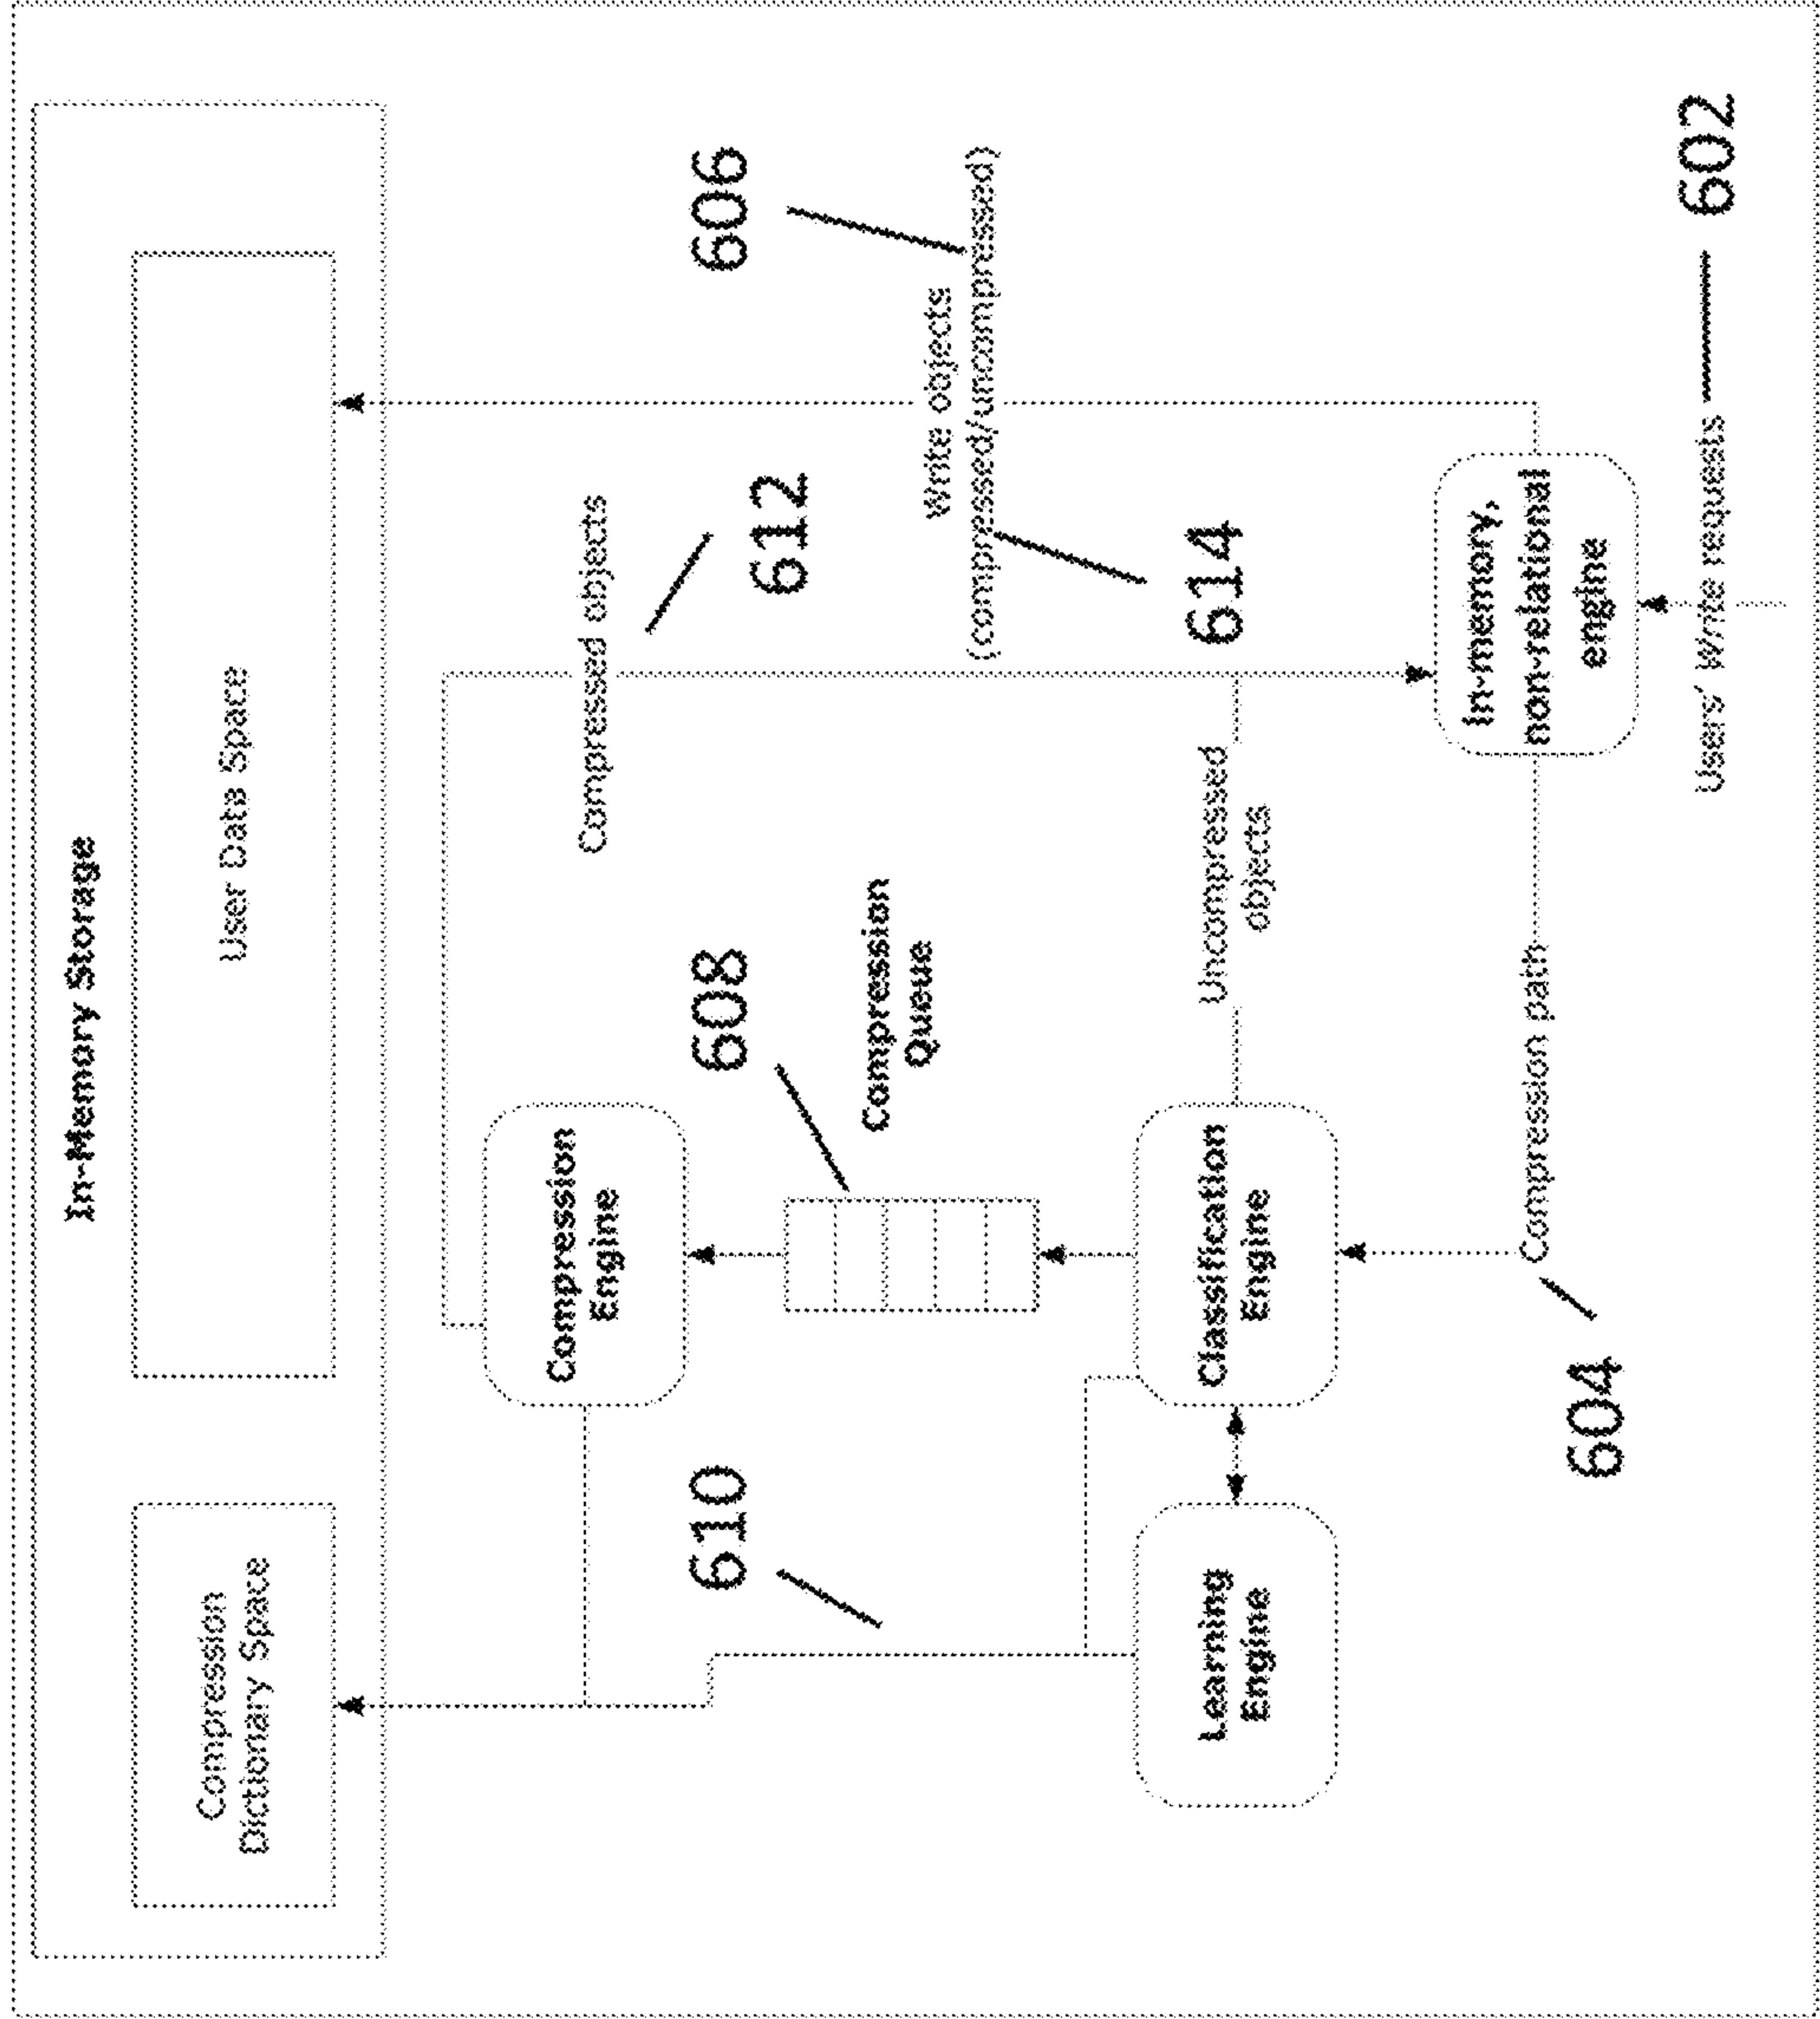 In-Memory Storage
Compression
Dictionary Space
User Data Space
Compression
Engine
Compressed objects
612
610
608
606
Compression
Queue
Write objects
(compressed/uncompressed)
614
Learning
Engine
Classification
Engine
Uncompressed
objects
In-memory,
non-relational
engine
Compression path
604
Users' Write requests
602